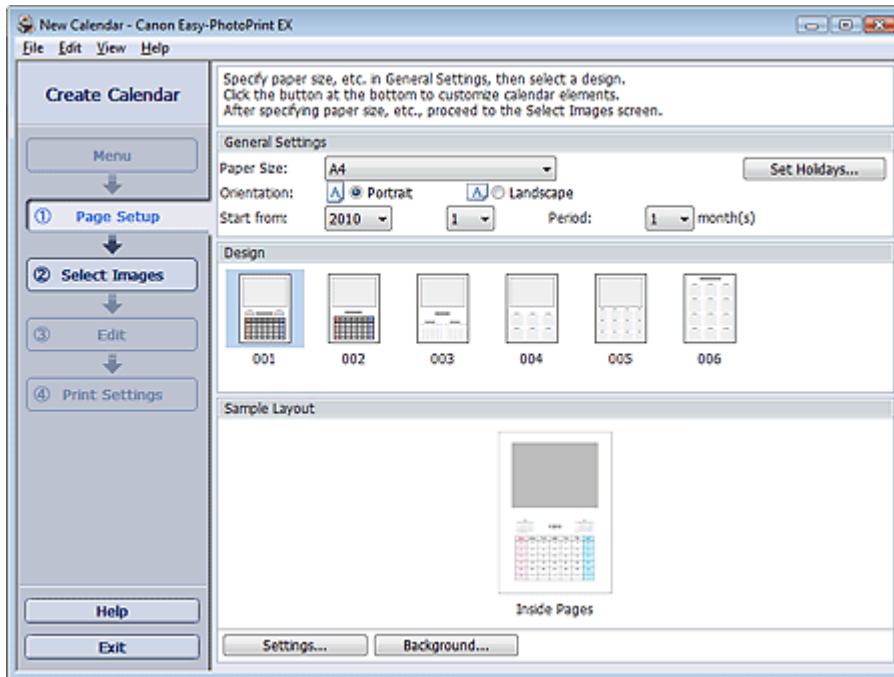 New Calendar - Canon Easy-PhotoPrint EX
File Edit View Help
Create Calendar
Menu
① Page Setup
② Select Images
③ Edit
④ Print Settings
Help
Exit
Specify paper size, etc. in General Settings, then select a design.
Click the button at the bottom to customize calendar elements.
After specifying paper size, etc., proceed to the Select Images screen.
General Settings
Paper Size: A4 Set Holidays...
Orientation: A Portrait A Landscape
Start from: 2010 1 Period: 1 month(s)
Design
001 002 003 004 005 006
Sample Layout
Inside Pages
Settings... Background...